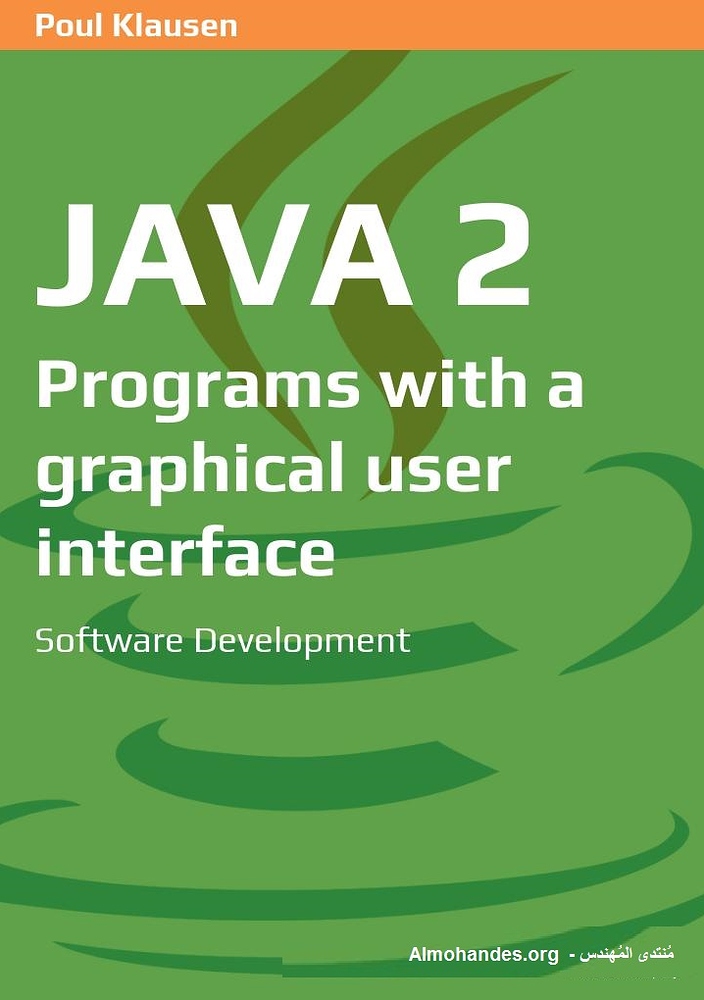 Poul Klausen
JAVA 2
Programs with a
graphical user
interface
Software Development
Almohandes.org - مُنتدى المُهندس